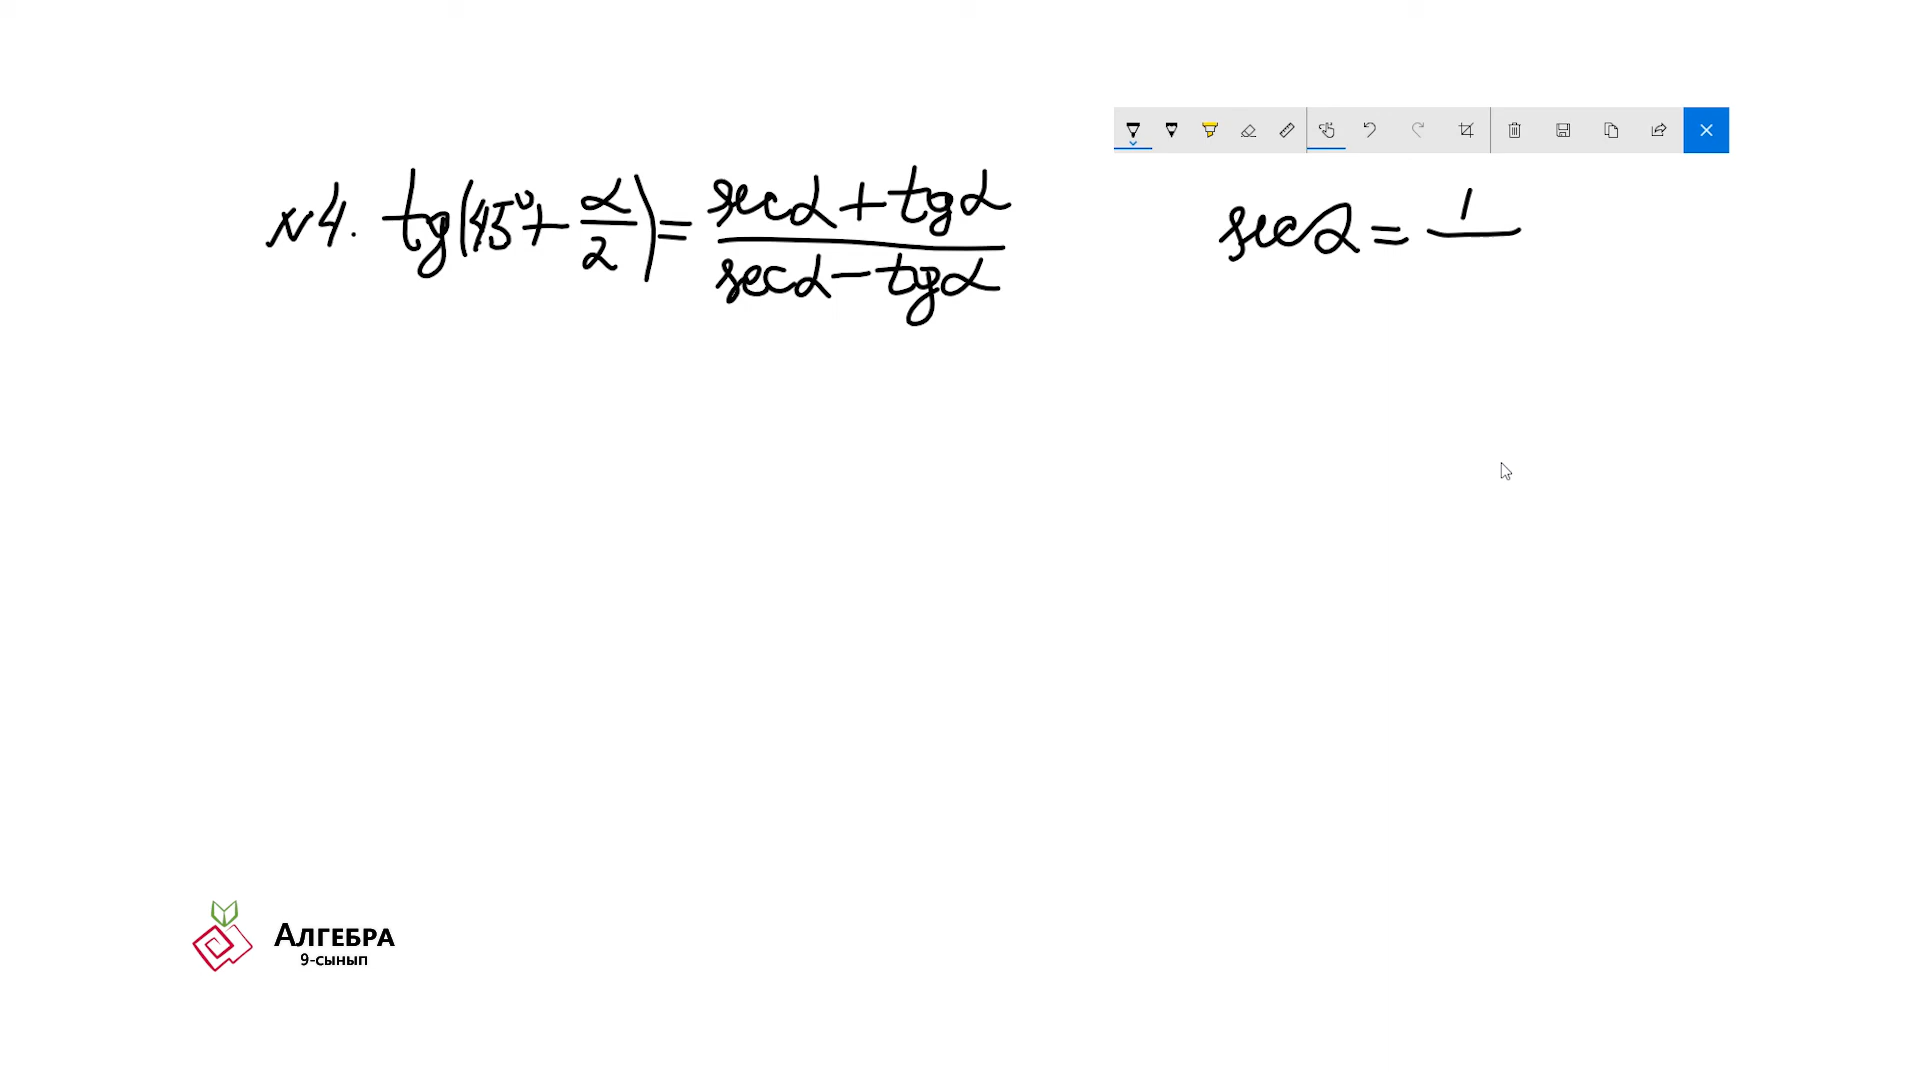 №4. tg(45° + α/2) = (secα + tgα)/(secα − tgα)
secα = 1/
АЛГЕБРА
9-сынып